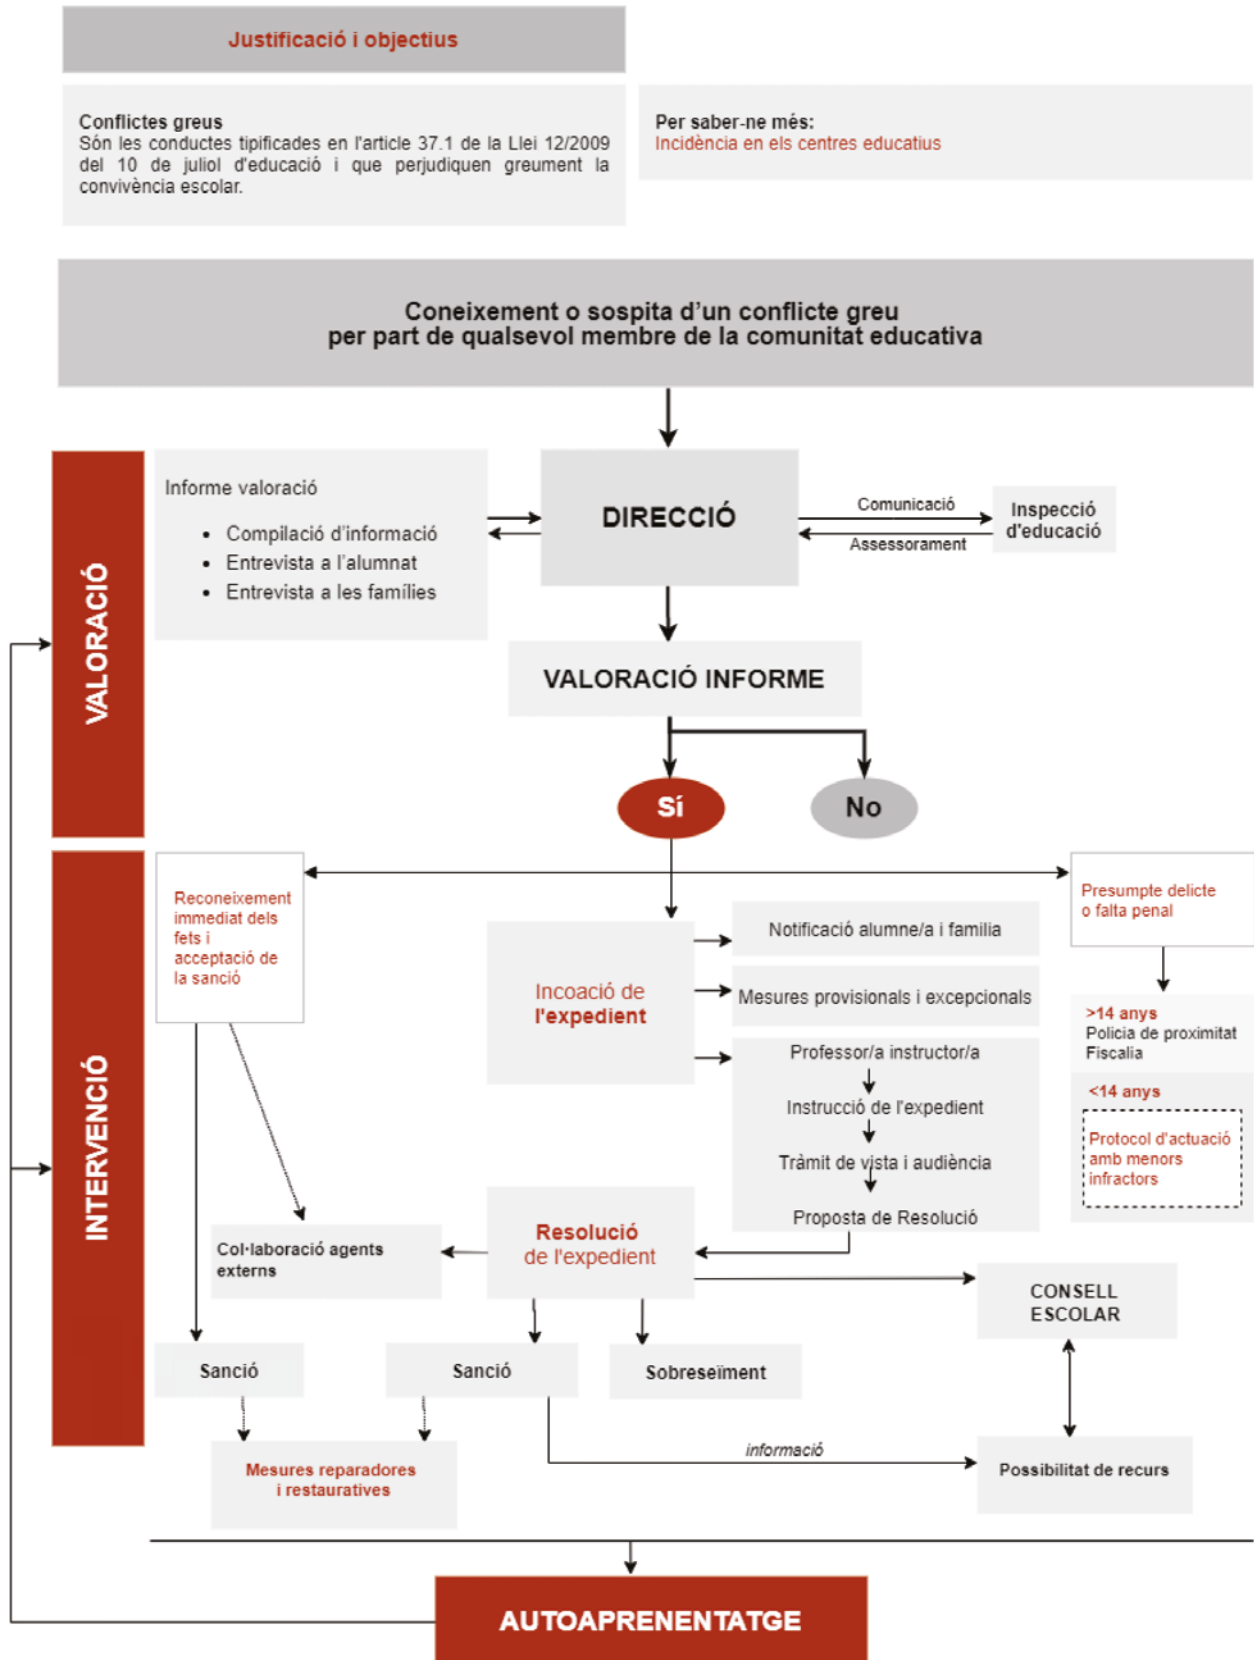 Justificació i objectius
Conflictes greus
Són les conductes tipificades en l'article 37.1 de la Llei 12/2009
del 10 de juliol d'educació i que perjudiquen greument la
convivència escolar.
Per saber-ne més:
Incidència en els centres educatius
Coneixement o sospita d'un conflicte greu
per part de qualsevol membre de la comunitat educativa
VALORACIÓ
Informe valoració
• Compilació d'informació
• Entrevista a l'alumnat
• Entrevista a les famílies
DIRECCIÓ
Comunicació
Assessorament
Inspecció
d'educació
VALORACIÓ INFORME
Sí
No
INTERVENCIÓ
Reconeixement
immediat dels
fets i
acceptació de
la sanció
Presumpte delicte
o falta penal
Incoació de
l'expedient
Notificació alumne/a i familia
Mesures provisionals i excepcionals
Professor/a instructor/a
Instrucció de l'expedient
Tràmit de vista i audiència
Proposta de Resolució
>14 anys
Policia de proximitat
Fiscalia
<14 anys
Protocol d'actuació
amb menors
infractors
Resolució
de l'expedient
Col·laboració agents
externs
CONSELL
ESCOLAR
Sanció
Sanció
Sobreseïment
informació
Mesures reparadores
i restauratives
Possibilitat de recurs
AUTOAPRENENTATGE